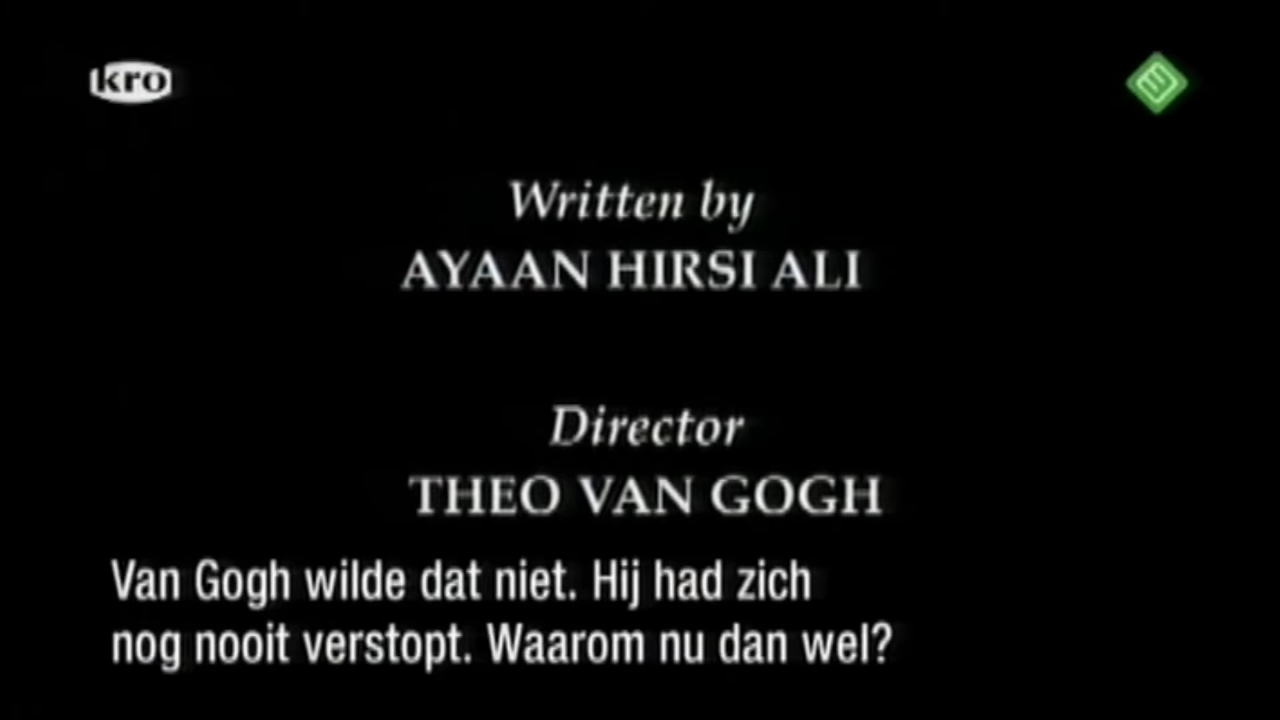 kro
Written by
AYAAN HIRSI ALI
Director
THEO VAN GOGH
Van Gogh wilde dat niet. Hij had zich
nog nooit verstopt. Waarom nu dan wel?